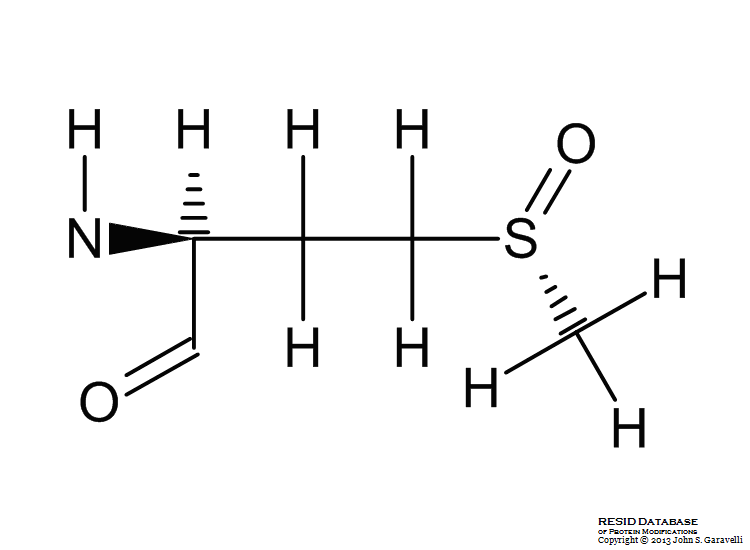 H H H H O
N S
H
O H H H
H
RESID DATABASE
OF PROTEIN MODIFICATIONS
Copyright © 2013 John S. Garavelli